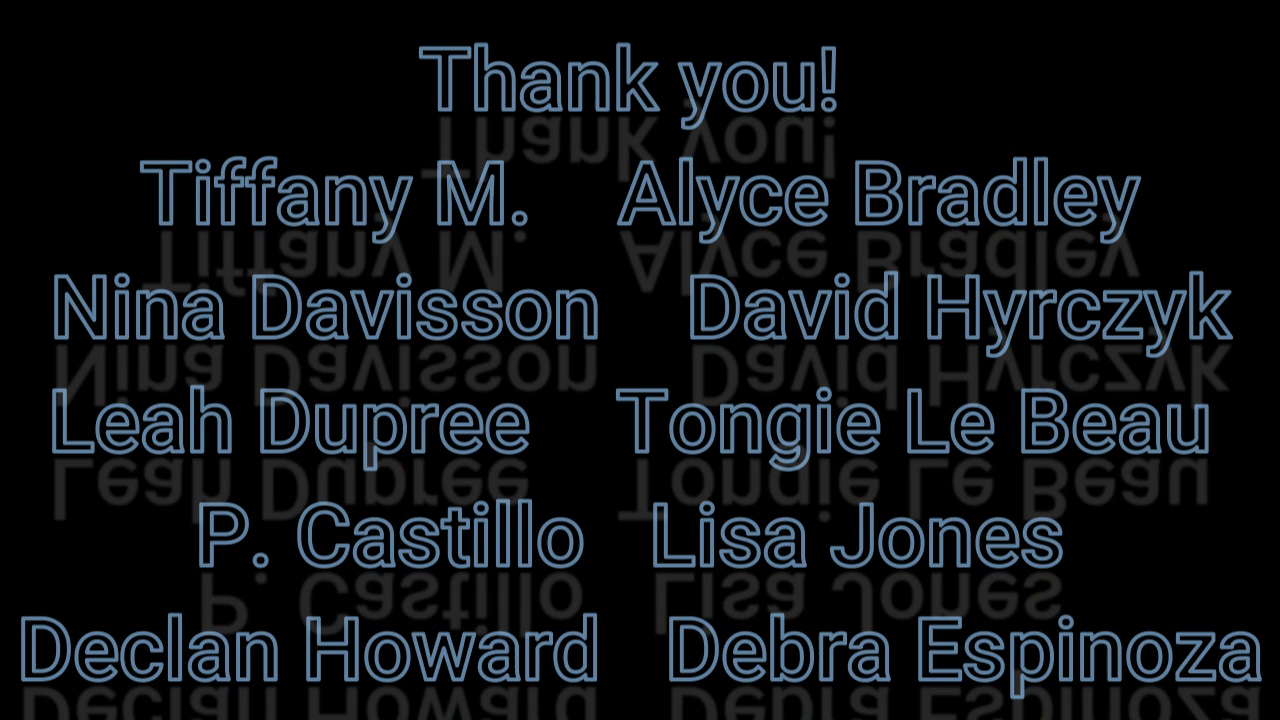 Thank you!
Tiffany M. Alyce Bradley
Nina Davisson David Hyrczyk
Leah Dupree Tongie Le Beau
P. Castillo Lisa Jones
Declan Howard Debra Espinoza